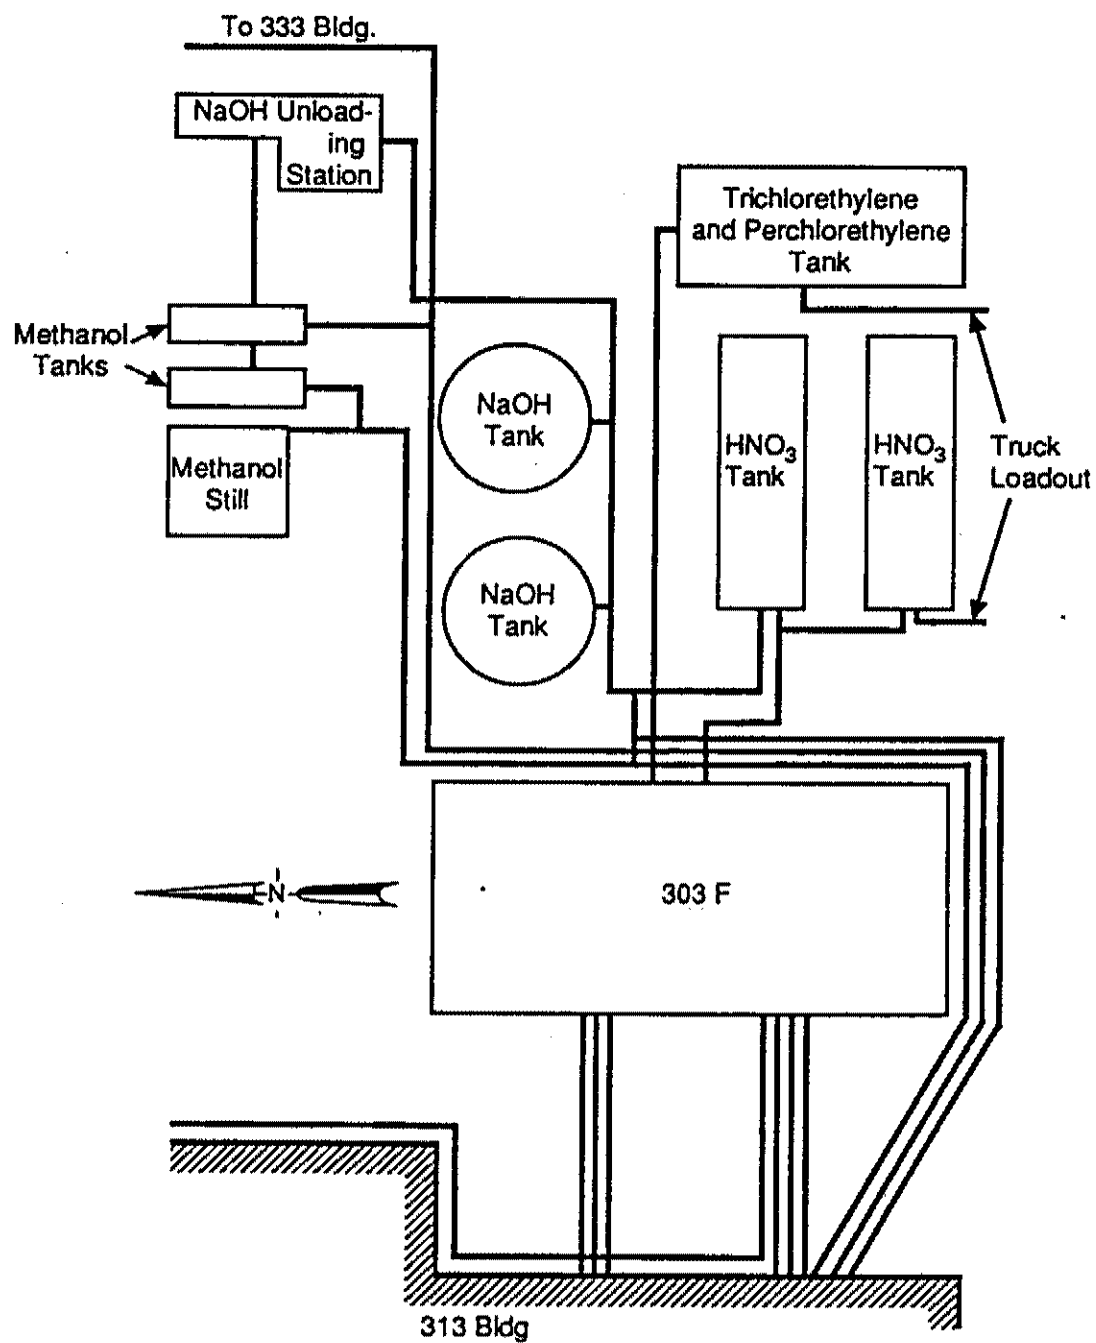 To 333 Bldg.
NaOH Unload-
ing
Station
Trichlorethylene
and Perchlorethylene
Tank
Methanol
Tanks
Methanol
Still
NaOH
Tank
NaOH
Tank
HNO₃
Tank
HNO₃
Tank
Truck
Loadout
N
303 F
313 Bldg